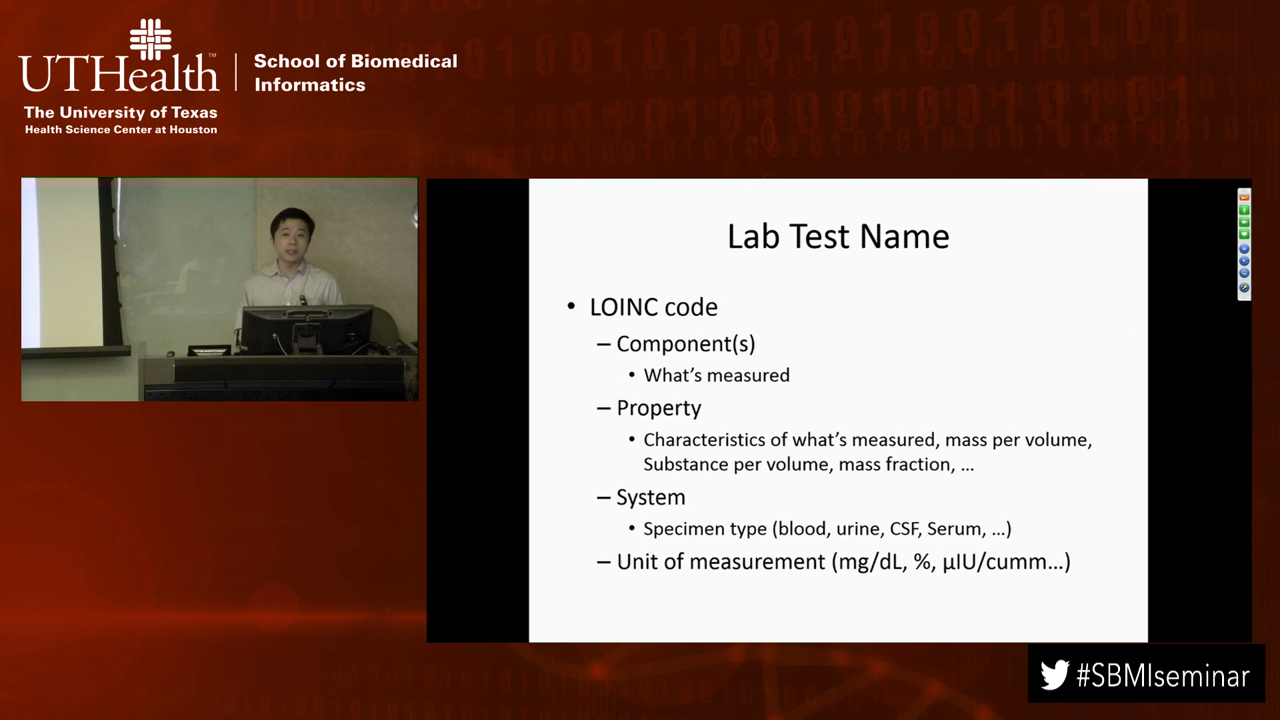 UTHealth™
School of Biomedical
Informatics
The University of Texas
Health Science Center at Houston
Lab Test Name
• LOINC code
– Component(s)
• What's measured
– Property
• Characteristics of what's measured, mass per volume,
Substance per volume, mass fraction, ...
– System
• Specimen type (blood, urine, CSF, Serum, ...)
– Unit of measurement (mg/dL, %, µIU/cumm...)
#SBMIseminar